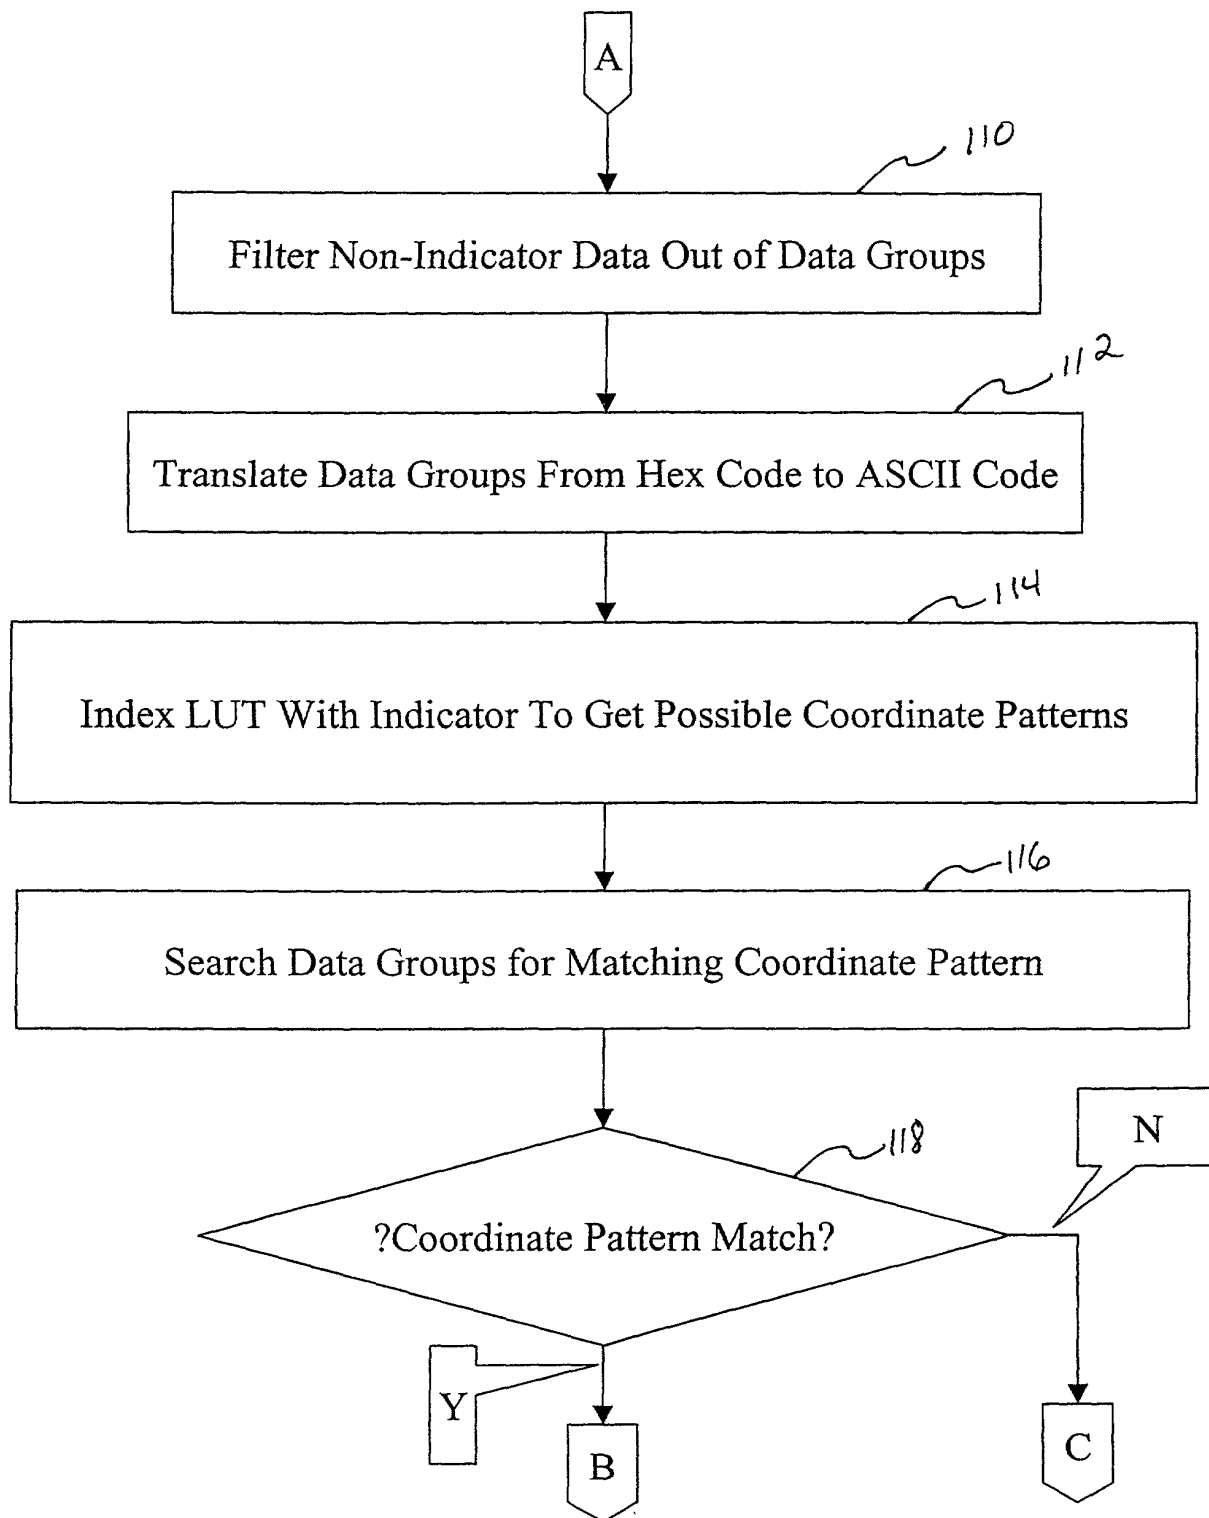 A
110
Filter Non-Indicator Data Out of Data Groups
112
Translate Data Groups From Hex Code to ASCII Code
114
Index LUT With Indicator To Get Possible Coordinate Patterns
116
Search Data Groups for Matching Coordinate Pattern
118
N
?Coordinate Pattern Match?
Y
B
C